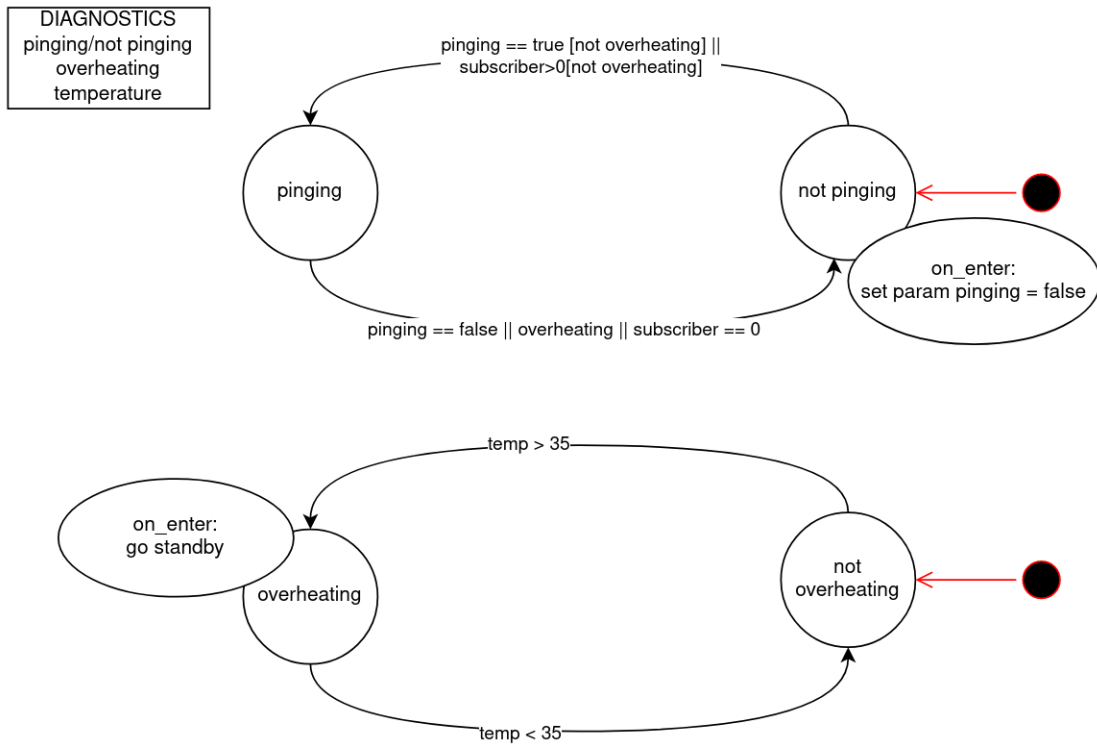 DIAGNOSTICS
pinging/not pinging
overheating
temperature
pinging == true [not overheating] ||
subscriber>0[not overheating]
pinging
not pinging
on_enter:
set param pinging = false
pinging == false || overheating || subscriber == 0
temp > 35
on_enter:
go standby
overheating
not
overheating
temp < 35